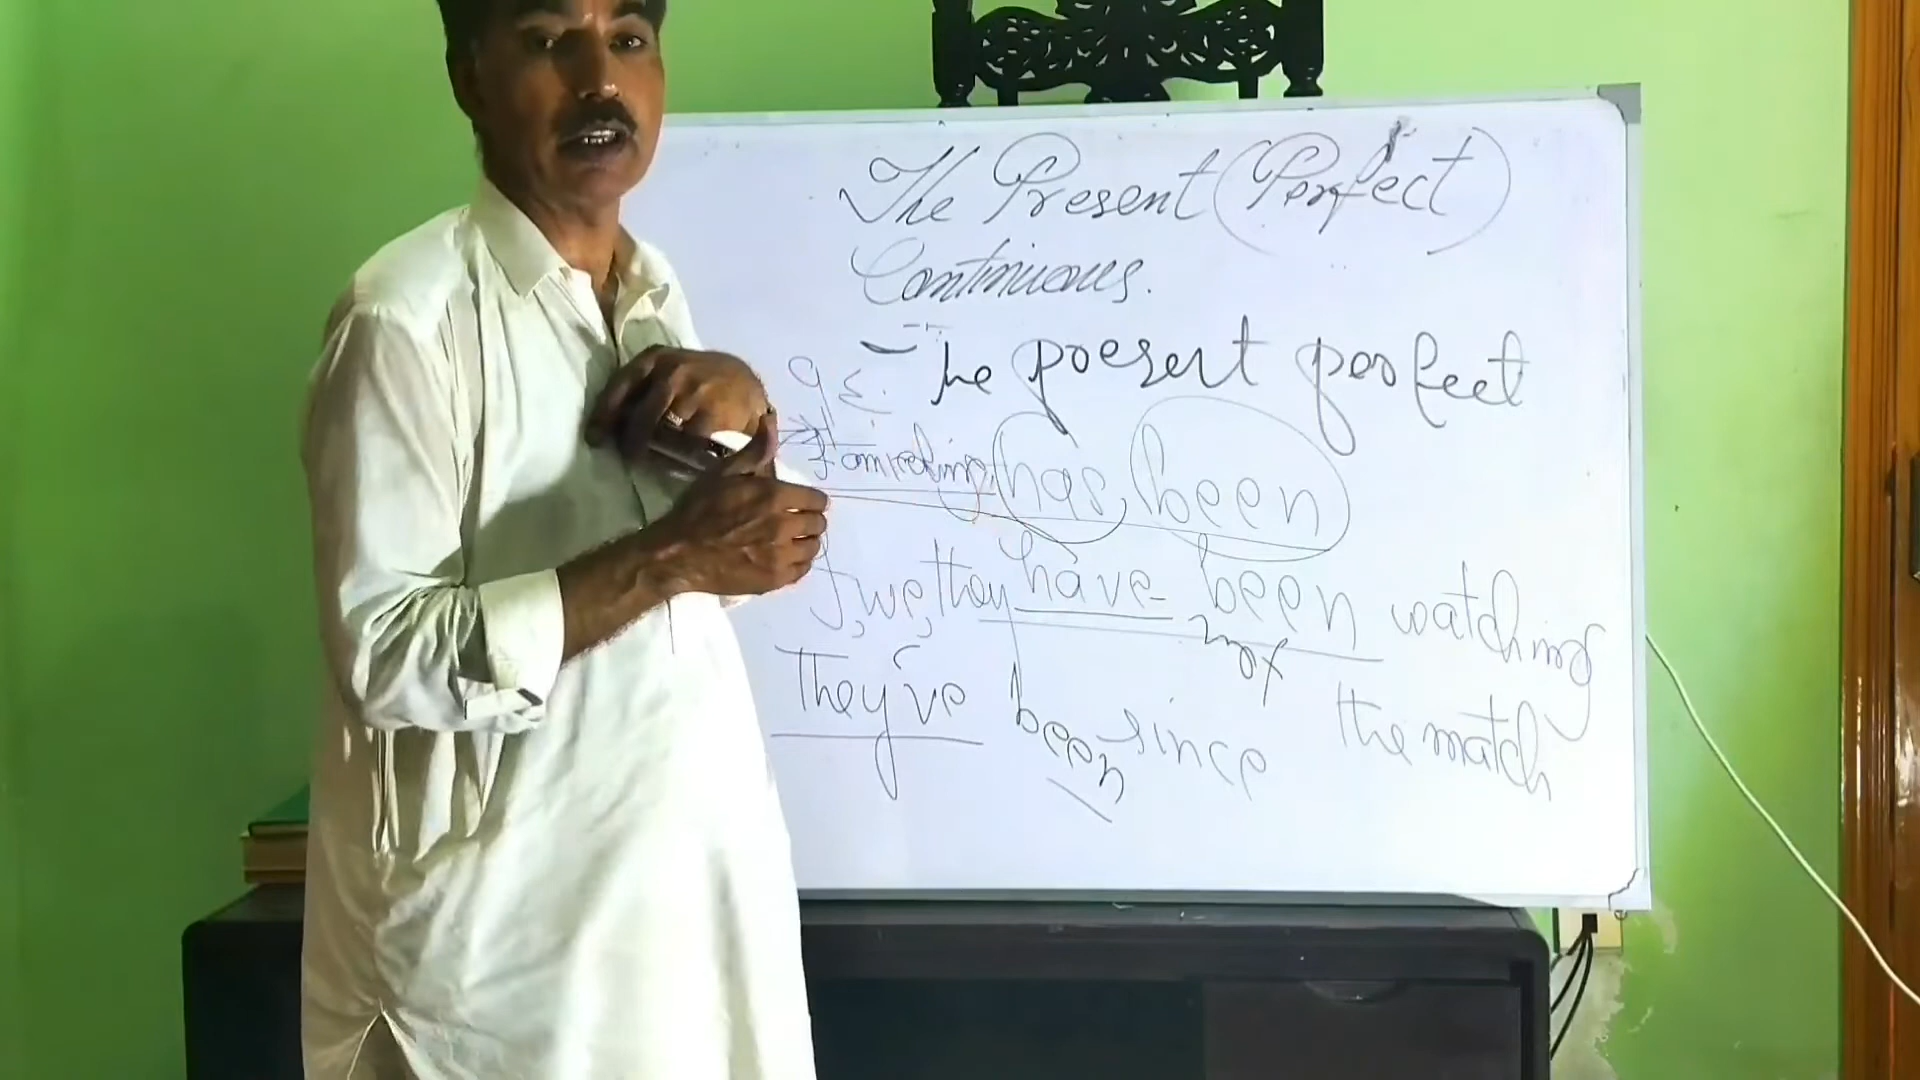 The Present (Perfect)
Continuous.
The present perfect
has been
I, we, they have been watching
for
They've been since the match